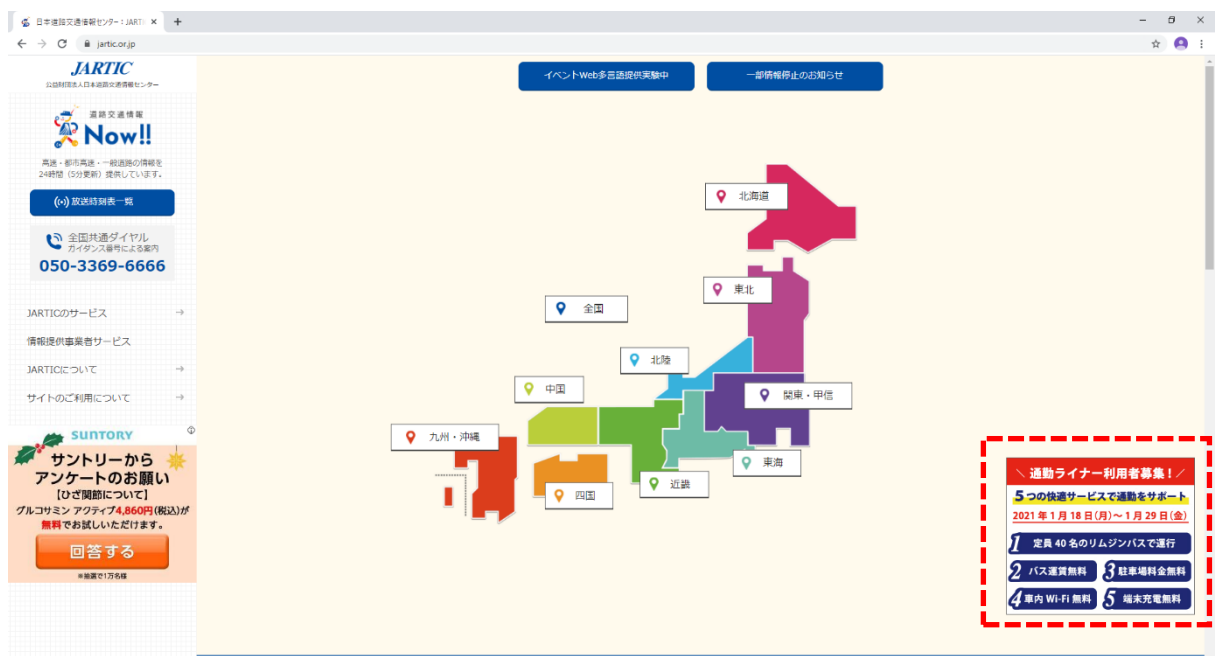 日本道路交通情報センター：JARTI
jartic.or.jp
JARTIC
公益財団法人日本道路交通情報センター
道路交通情報
Now!!
高速・都市高速・一般道路の情報を
24時間（5分更新）提供しています。
放送時刻表一覧
全国共通ダイヤル
ガイダンス番号による案内
050-3369-6666
JARTICのサービス
情報提供事業者サービス
JARTICについて
サイトのご利用について
SUNTORY
サントリーから
アンケートのお願い
【ひざ関節について】
グルコサミン アクティブ4,860円(税込)が
無料でお試しいただけます。
回答する
※抽選で1万名様
イベントWeb多言語提供実験中
一部情報停止のお知らせ
北海道
東北
全国
北陸
中国
関東・甲信
九州・沖縄
東海
近畿
四国
＼通勤ライナー利用者募集！／
5つの快適サービスで通勤をサポート
2021年1月18日(月)～1月29日(金)
1 定員40名のリムジンバスで運行
2 バス運賃無料 3 駐車場料金無料
4 車内Wi-Fi無料 5 端末充電無料